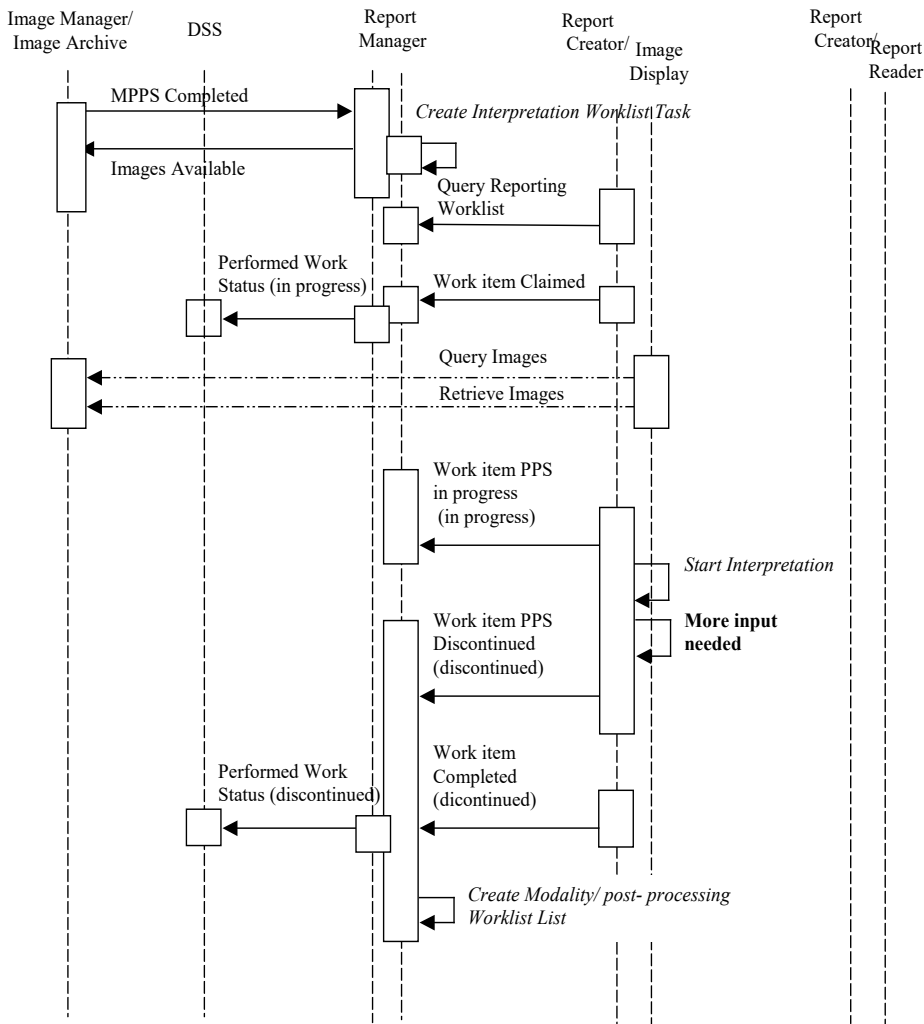 Image Manager/
Image Archive
DSS
Report
Manager
Report
Creator/
Image
Display
Report
Creator/
Report
Reader
MPPS Completed
Create Interpretation Worklist Task
Images Available
Query Reporting
Worklist
Performed Work
Status (in progress)
Work item Claimed
Query Images
Retrieve Images
Work item PPS
in progress
(in progress)
Start Interpretation
More input
needed
Work item PPS
Discontinued
(discontinued)
Performed Work
Status (discontinued)
Work item
Completed
(dicontinued)
Create Modality/ post- processing
Worklist List